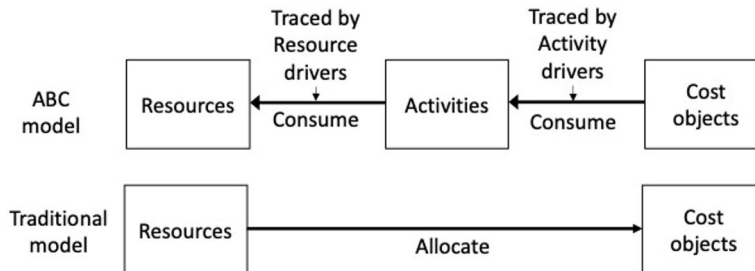 Traced by
Resource
drivers
Traced by
Activity
drivers
ABC
model
Resources
Consume
Activities
Consume
Cost
objects
Traditional
model
Resources
Allocate
Cost
objects